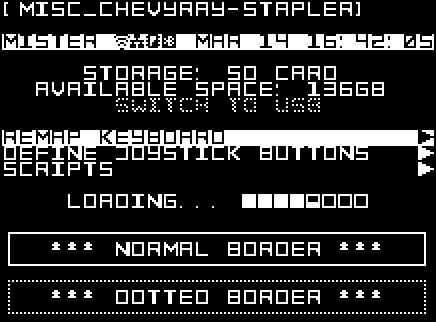 [ MISC_CHEVYRAY-STAPLER]
MISTER MAR 14 16:42:05
STORAGE: SD CARD
AVAILABLE SPACE: 136GB
SWITCH TO USB
REMAP KEYBOARD
DEFINE JOYSTICK BUTTONS
SCRIPTS
LOADING...
*** NORMAL BORDER ***
*** DOTTED BORDER ***